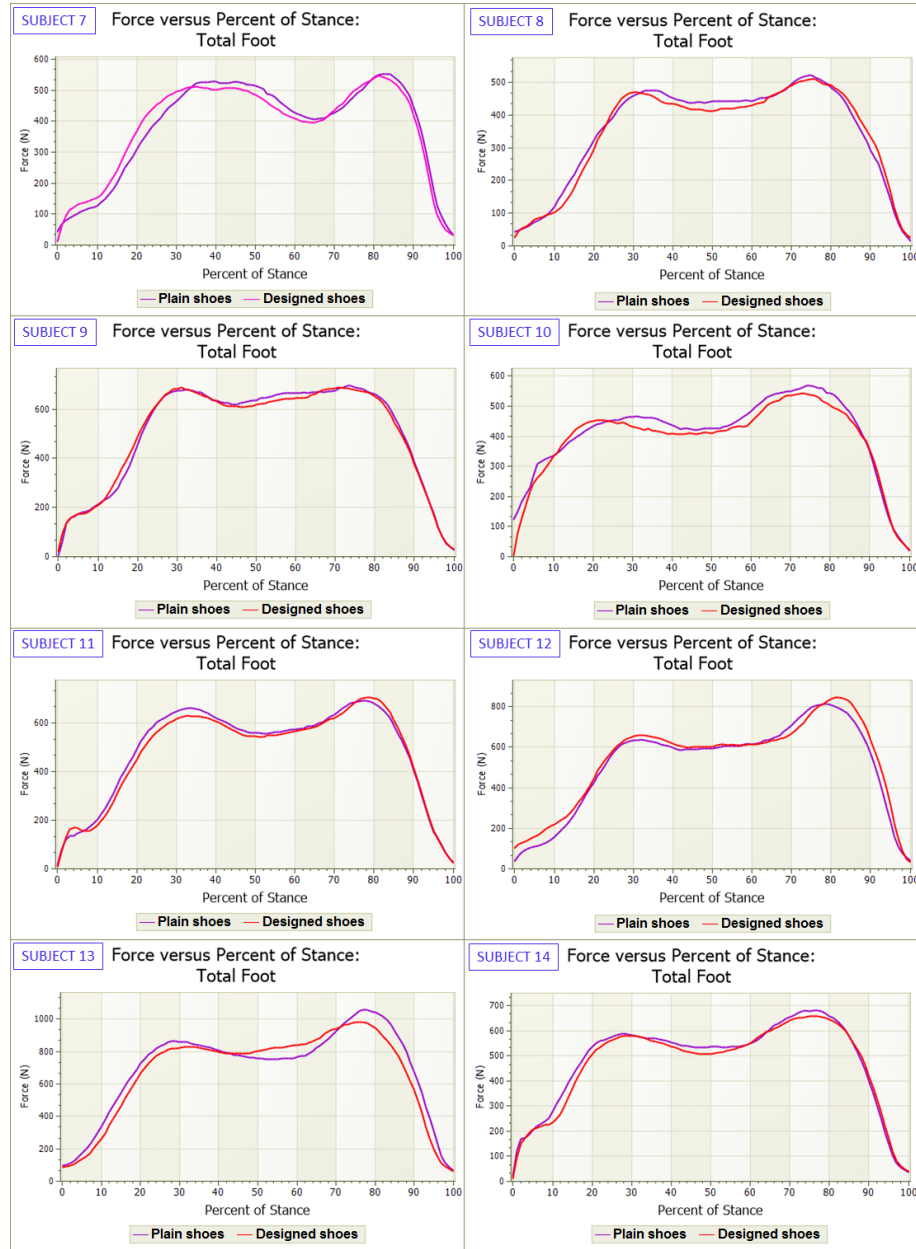 SUBJECT 7
Force versus Percent of Stance:
Total Foot
600
500
400
300
200
100
0
Force (N)
0 10 20 30 40 50 60 70 80 90 100
Percent of Stance
Plain shoes Designed shoes
SUBJECT 8
Force versus Percent of Stance:
Total Foot
500
400
300
200
100
0
Force (N)
0 10 20 30 40 50 60 70 80 90 100
Percent of Stance
Plain shoes Designed shoes
SUBJECT 9
Force versus Percent of Stance:
Total Foot
600
400
200
0
Force (N)
0 10 20 30 40 50 60 70 80 90 100
Percent of Stance
Plain shoes Designed shoes
SUBJECT 10
Force versus Percent of Stance:
Total Foot
600
500
400
300
200
100
0
Force (N)
0 10 20 30 40 50 60 70 80 90 100
Percent of Stance
Plain shoes Designed shoes
SUBJECT 11
Force versus Percent of Stance:
Total Foot
600
400
200
0
Force (N)
0 10 20 30 40 50 60 70 80 90 100
Percent of Stance
Plain shoes Designed shoes
SUBJECT 12
Force versus Percent of Stance:
Total Foot
800
600
400
200
0
Force (N)
0 10 20 30 40 50 60 70 80 90 100
Percent of Stance
Plain shoes Designed shoes
SUBJECT 13
Force versus Percent of Stance:
Total Foot
1000
800
600
400
200
0
Force (N)
0 10 20 30 40 50 60 70 80 90 100
Percent of Stance
Plain shoes Designed shoes
SUBJECT 14
Force versus Percent of Stance:
Total Foot
700
600
500
400
300
200
100
0
Force (N)
0 10 20 30 40 50 60 70 80 90 100
Percent of Stance
Plain shoes Designed shoes